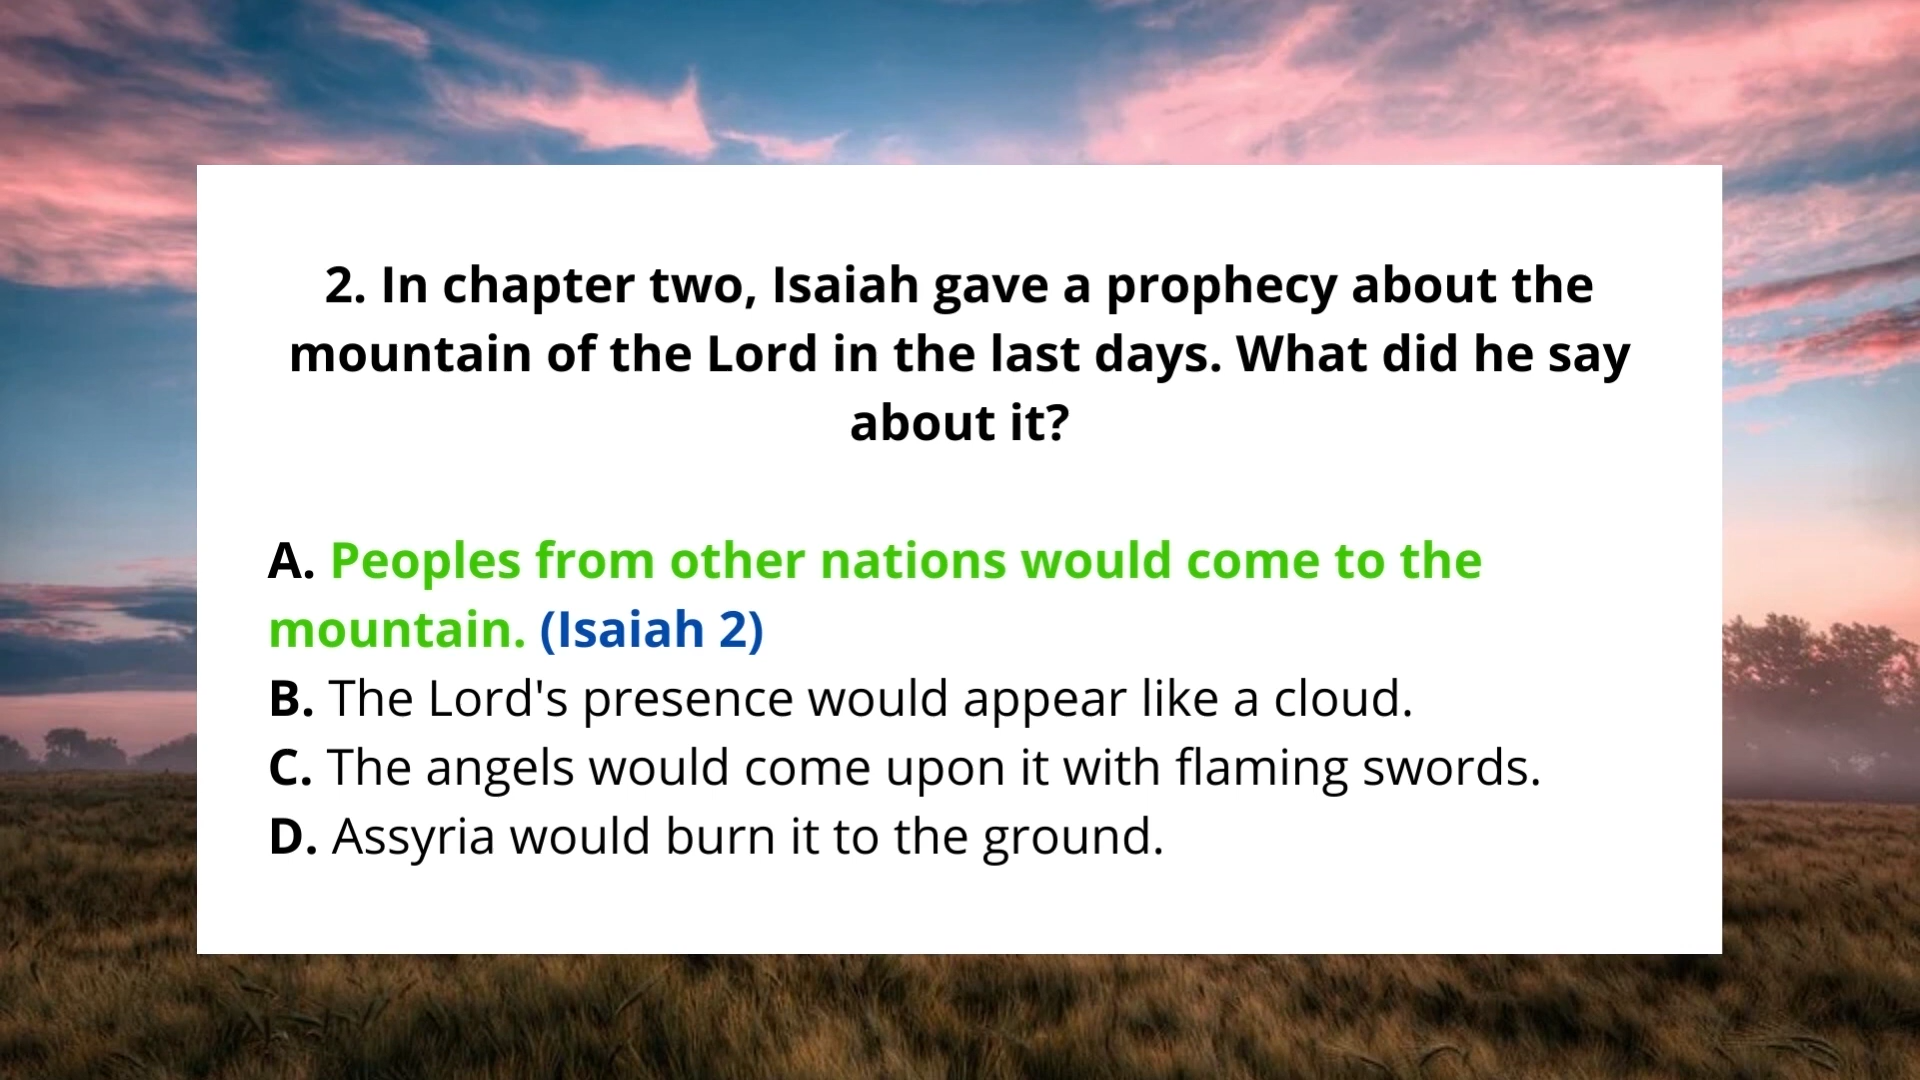 2. In chapter two, Isaiah gave a prophecy about the
mountain of the Lord in the last days. What did he say
about it?
A. Peoples from other nations would come to the
mountain. (Isaiah 2)
B. The Lord's presence would appear like a cloud.
C. The angels would come upon it with flaming swords.
D. Assyria would burn it to the ground.